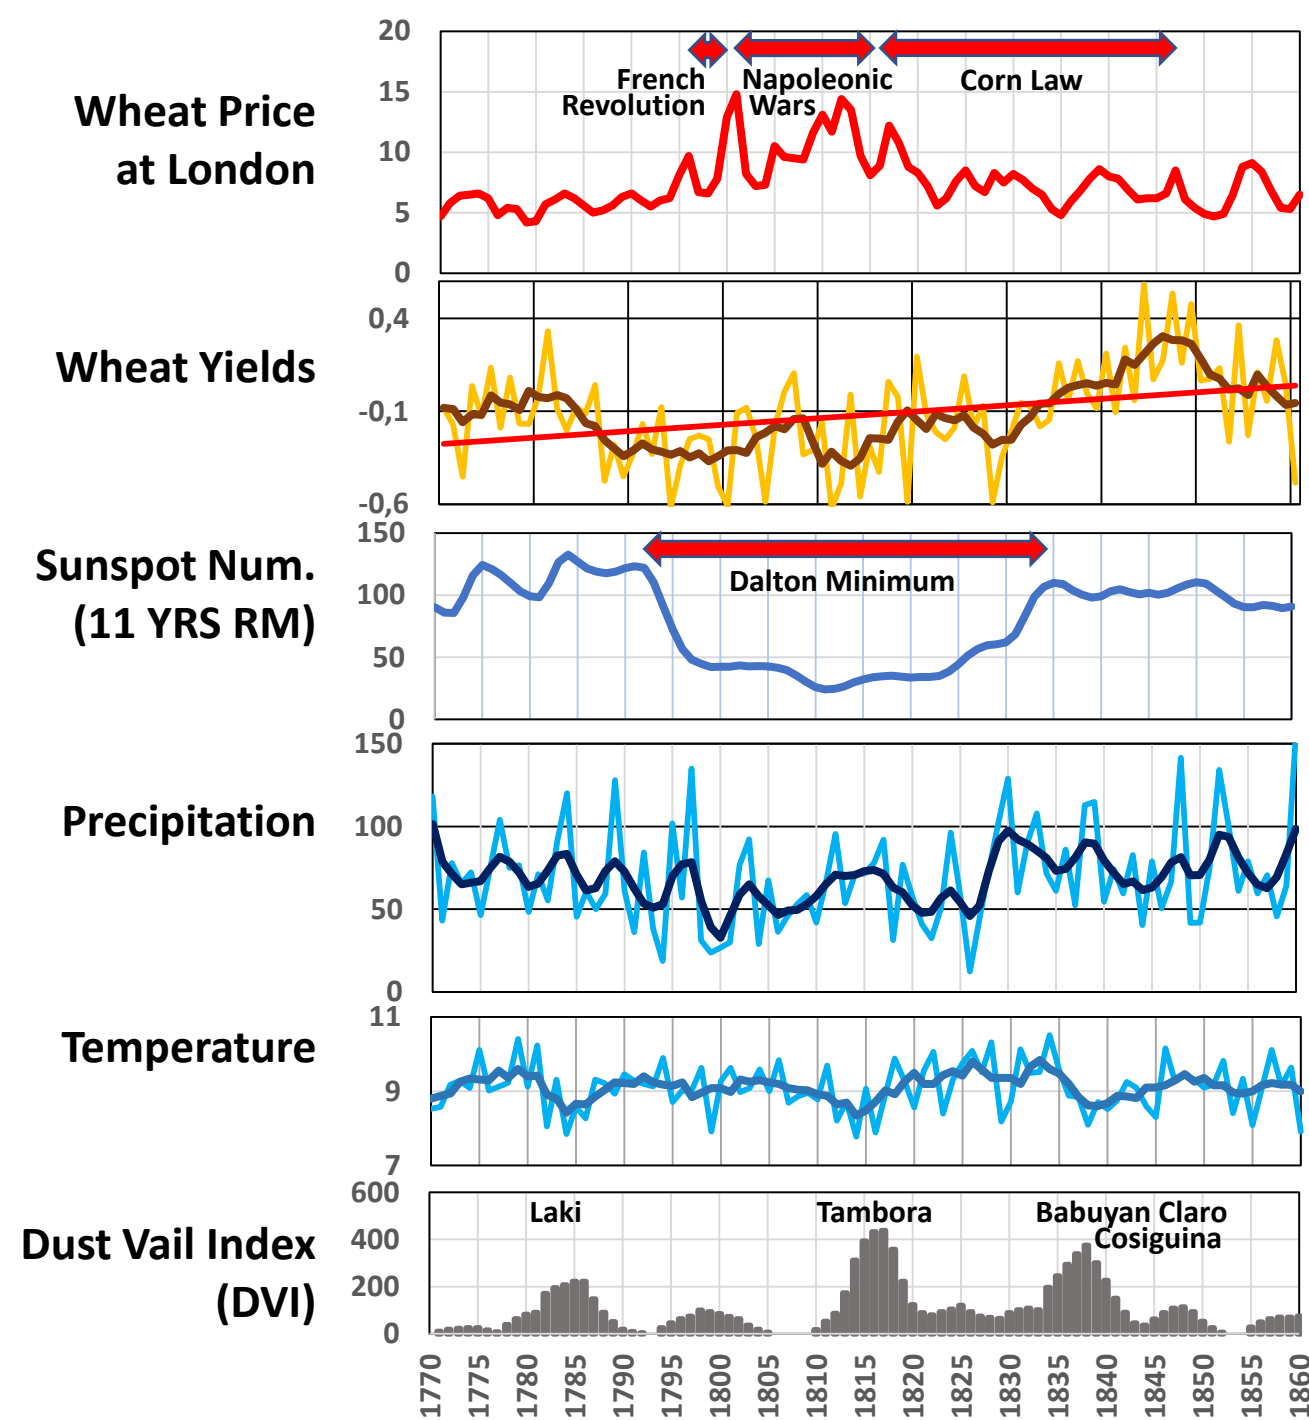 Wheat Price
at London
20
15
10
5
0
French
Revolution
Napoleonic
Wars
Corn Law
Wheat Yields
0,4
-0,1
-0,6
Sunspot Num.
(11 YRS RM)
150
100
50
0
Dalton Minimum
Precipitation
150
100
50
0
Temperature
11
9
7
Dust Vail Index
(DVI)
600
400
200
0
Laki
Tambora
Babuyan Claro
Cosiguina
1770
1775
1780
1785
1790
1795
1800
1805
1810
1815
1820
1825
1830
1835
1840
1845
1850
1855
1860